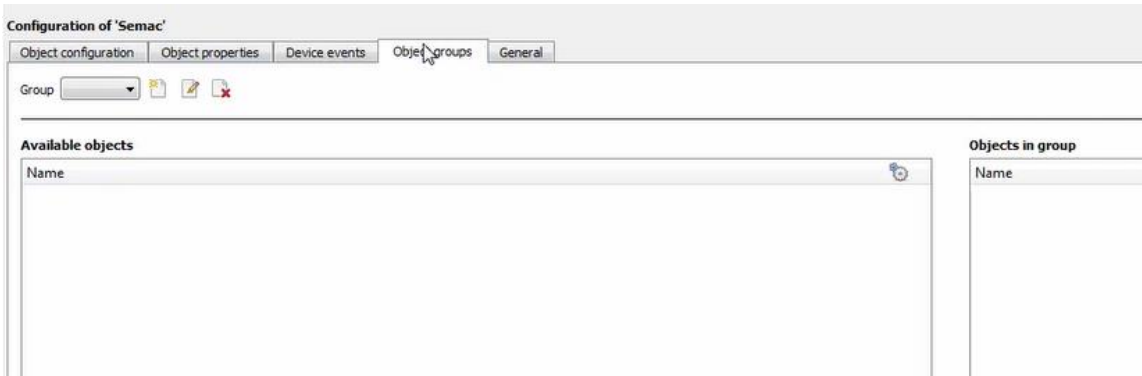 Configuration of 'Semac'
Object configuration Object properties Device events Object groups General
Group
Available objects Objects in group
Name Name